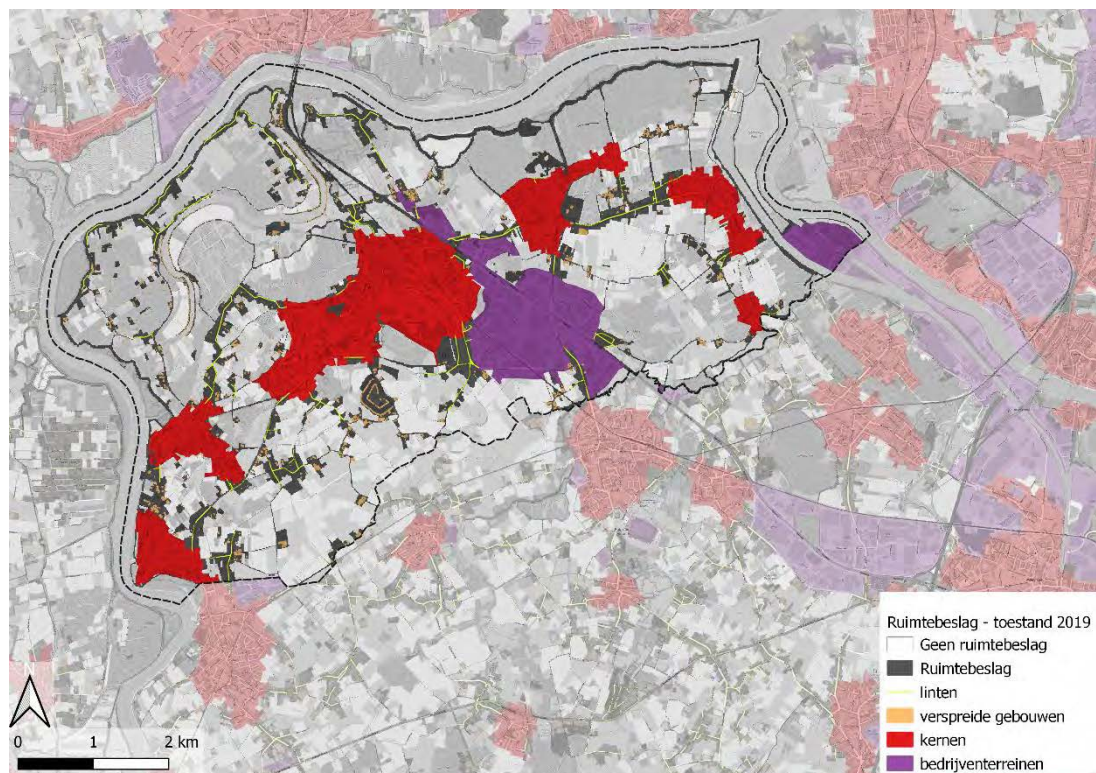 Ruimtebeslag - toestand 2019
Geen ruimtebeslag
Ruimtebeslag
linten
verspreide gebouwen
kernen
bedrijventerreinen
N
0 1 2 km